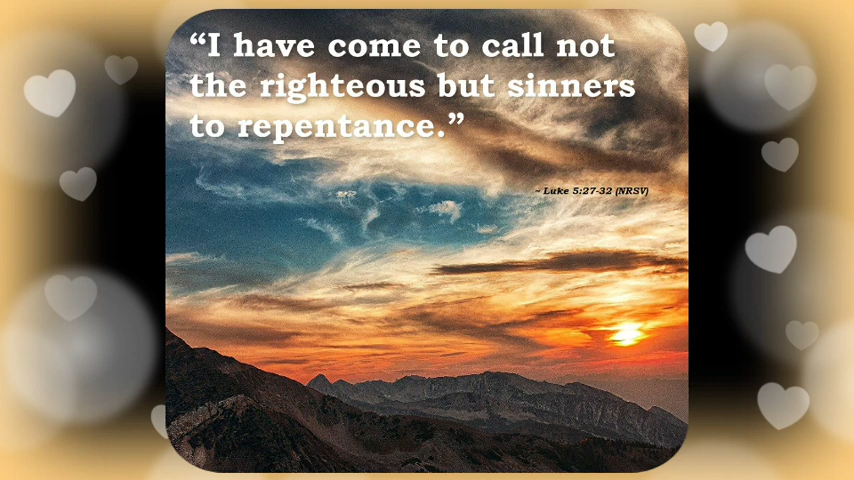 “I have come to call not
the righteous but sinners
to repentance.”
~ Luke 5:27-32 (NRSV)